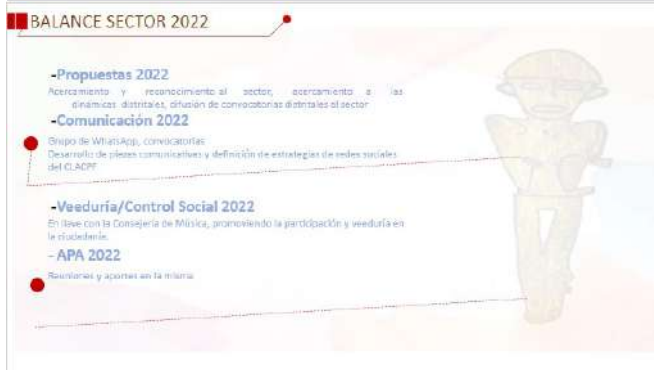 BALANCE SECTOR 2022
-Propuestas 2022
Acercamiento y reconocimiento al sector, acercamiento a las
dinámicas distritales, difusión de convocatorias distritales al sector
-Comunicación 2022
Grupo de WhatsApp, convocatorias
Desarrollo de piezas comunicativas y definición de estrategias de redes sociales
del CLACPF
-Veeduría/Control Social 2022
En llave con la Consejería de Música, promoviendo la participación y veeduría en
la ciudadanía.
- APA 2022
Reuniones y aportes en la misma